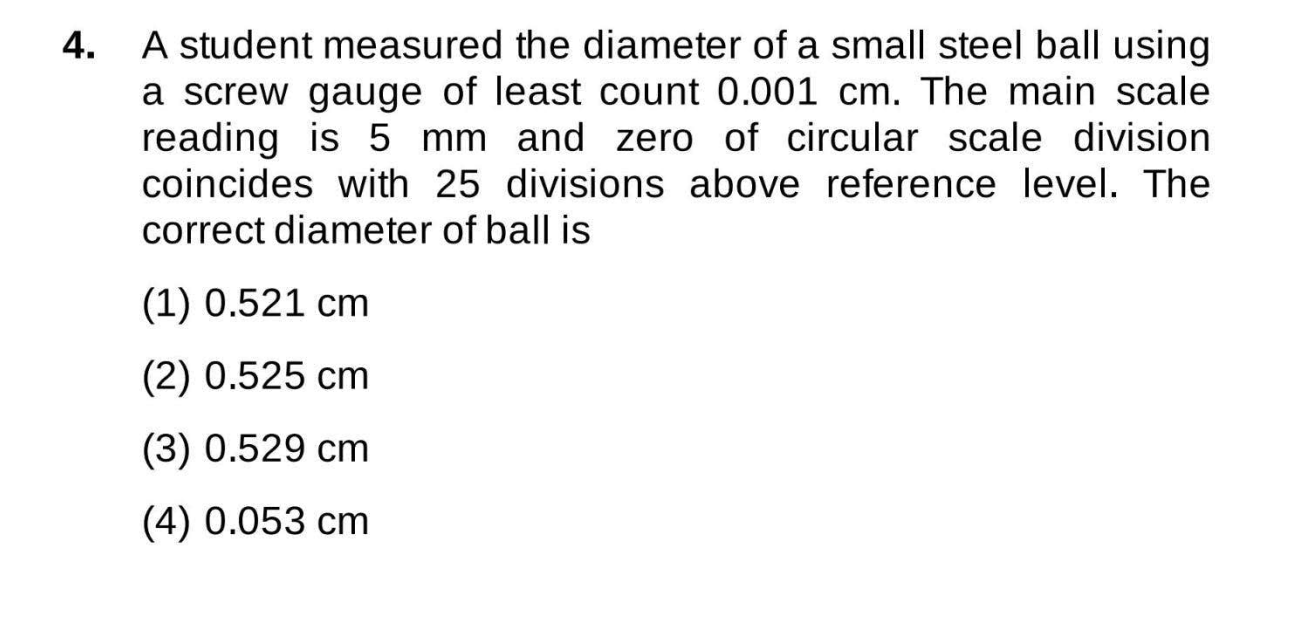 4. A student measured the diameter of a small steel ball using
a screw gauge of least count 0.001 cm. The main scale
reading is 5 mm and zero of circular scale division
coincides with 25 divisions above reference level. The
correct diameter of ball is
(1) 0.521 cm
(2) 0.525 cm
(3) 0.529 cm
(4) 0.053 cm